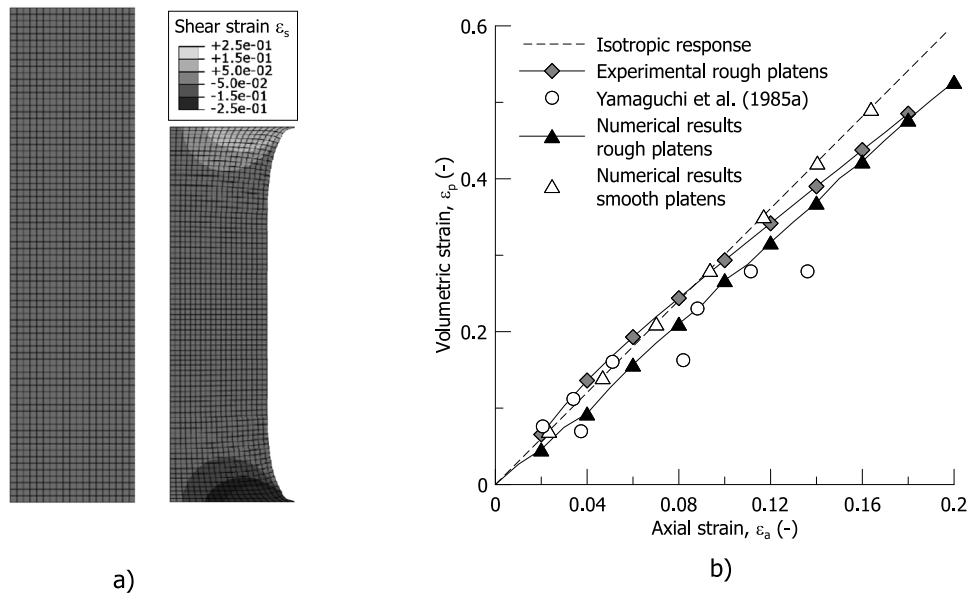 Shear strain εs
+2.5e-01
+1.5e-01
+5.0e-02
-5.0e-02
-1.5e-01
-2.5e-01
a)
Isotropic response
Experimental rough platens
Yamaguchi et al. (1985a)
Numerical results
rough platens
Numerical results
smooth platens
Volumetric strain, εp (-)
0.6
0.4
0.2
0
0
0.04
0.08
0.12
0.16
0.2
Axial strain, εa (-)
b)